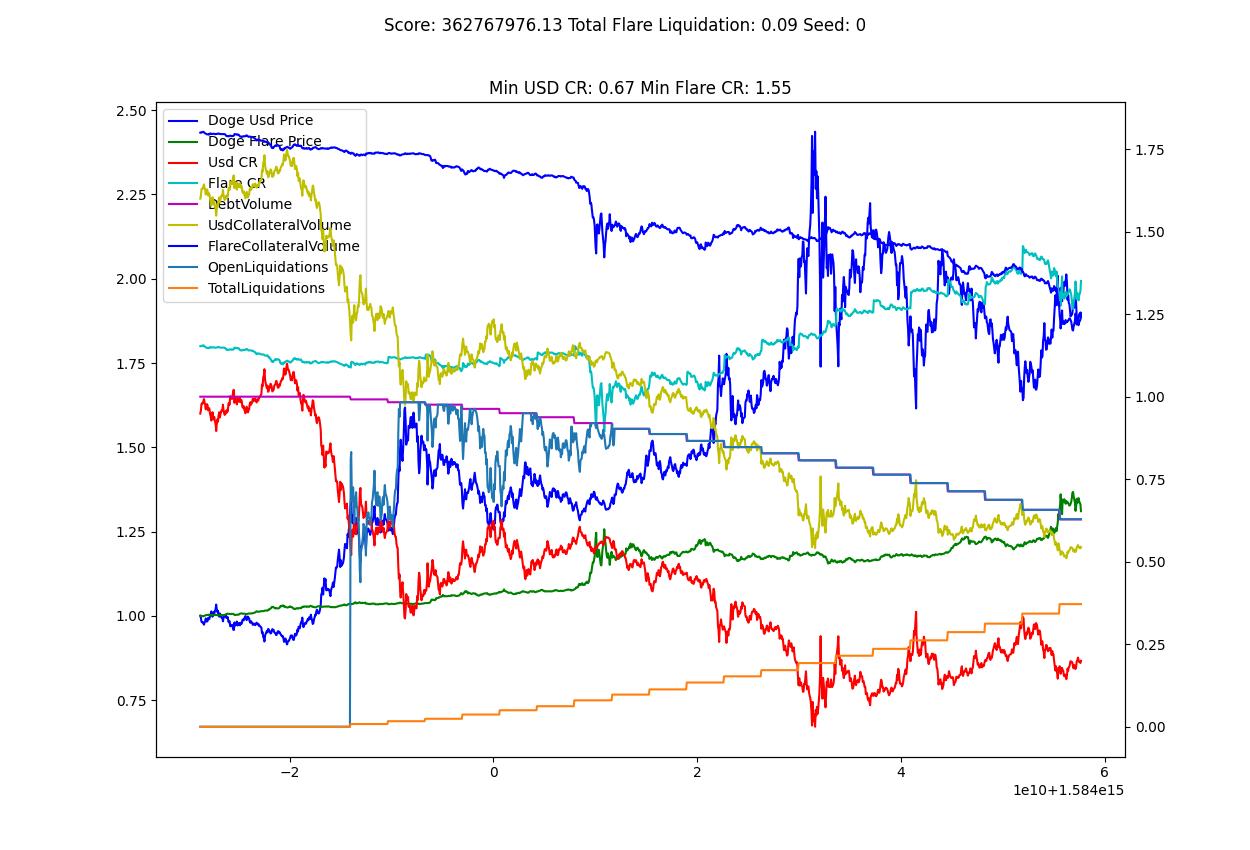 Score: 362767976.13 Total Flare Liquidation: 0.09 Seed: 0
Min USD CR: 0.67 Min Flare CR: 1.55
Doge Usd Price
Doge Flare Price
Usd CR
Flare CR
DebtVolume
UsdCollateralVolume
FlareCollateralVolume
OpenLiquidations
TotalLiquidations
2.50
2.25
2.00
1.75
1.50
1.25
1.00
0.75
1.75
1.50
1.25
1.00
0.75
0.50
0.25
0.00
−2 0 2 4 6
1e10+1.584e15